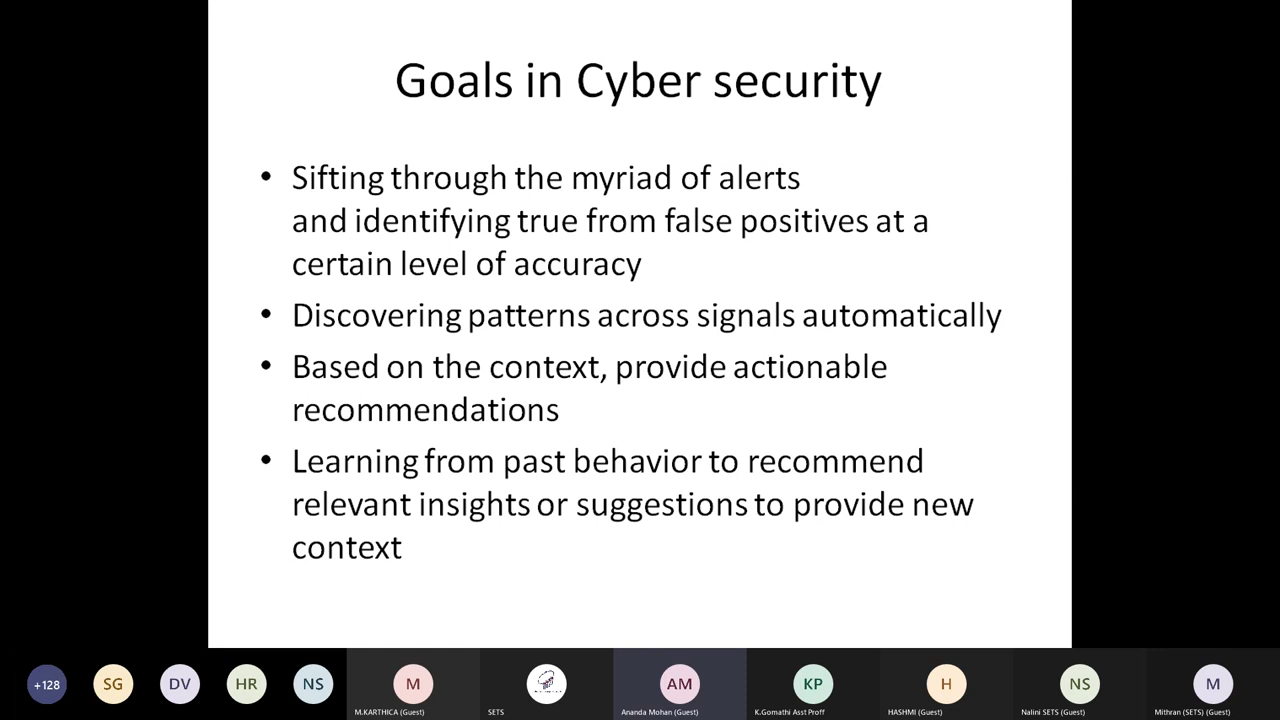 Goals in Cyber security
• Sifting through the myriad of alerts
and identifying true from false positives at a
certain level of accuracy
• Discovering patterns across signals automatically
• Based on the context, provide actionable
recommendations
• Learning from past behavior to recommend
relevant insights or suggestions to provide new
context
+128
SG
DV
HR
NS
M
AM
KP
H
NS
M
M.KARTHICA (Guest)
SETS
Ananda Mohan (Guest)
K.Gomathi Asst Proff
HASHMI (Guest)
Nalini SETS (Guest)
Mithran (SETS) (Guest)